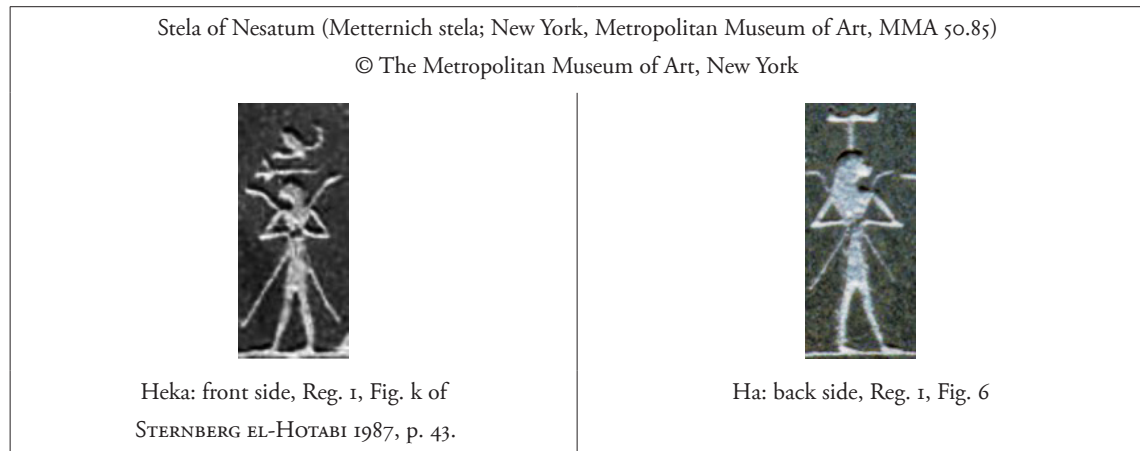 Stela of Nesatum (Metternich stela; New York, Metropolitan Museum of Art, MMA 50.85)
© The Metropolitan Museum of Art, New York
Heka: front side, Reg. 1, Fig. k of
STERNBERG EL-HOTABI 1987, p. 43.
Ha: back side, Reg. 1, Fig. 6